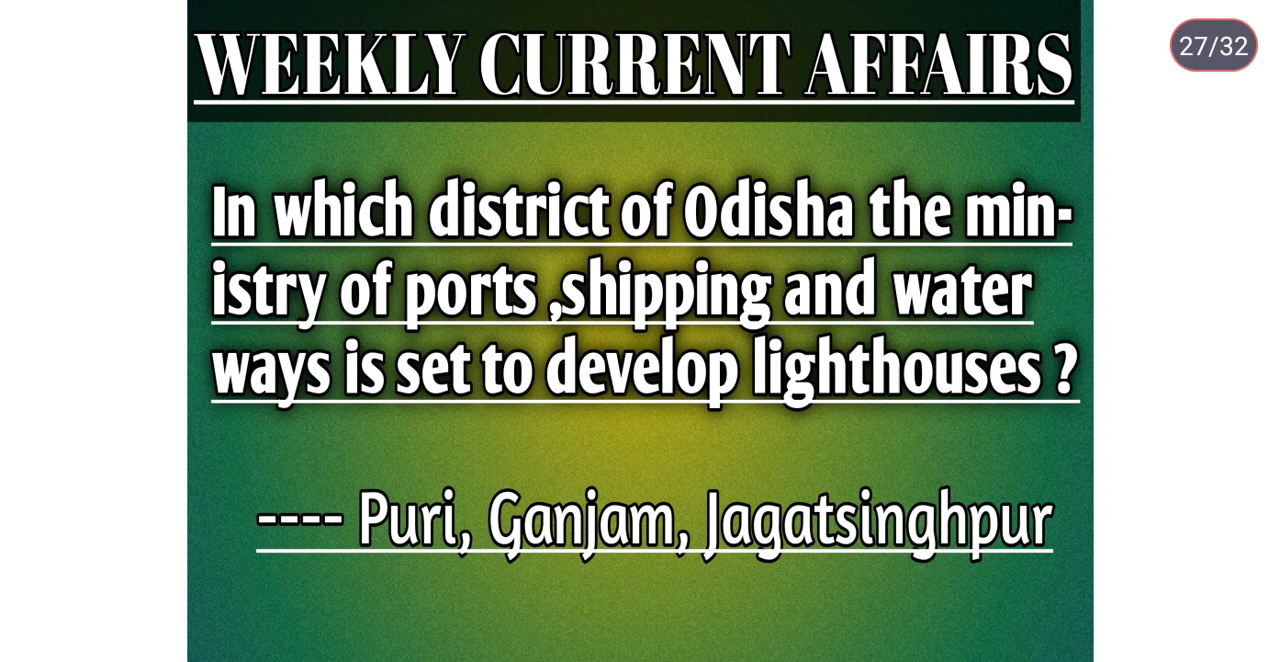 WEEKLY CURRENT AFFAIRS
27/32
In which district of Odisha the min-
istry of ports ,shipping and water
ways is set to develop lighthouses ?
---- Puri, Ganjam, Jagatsinghpur